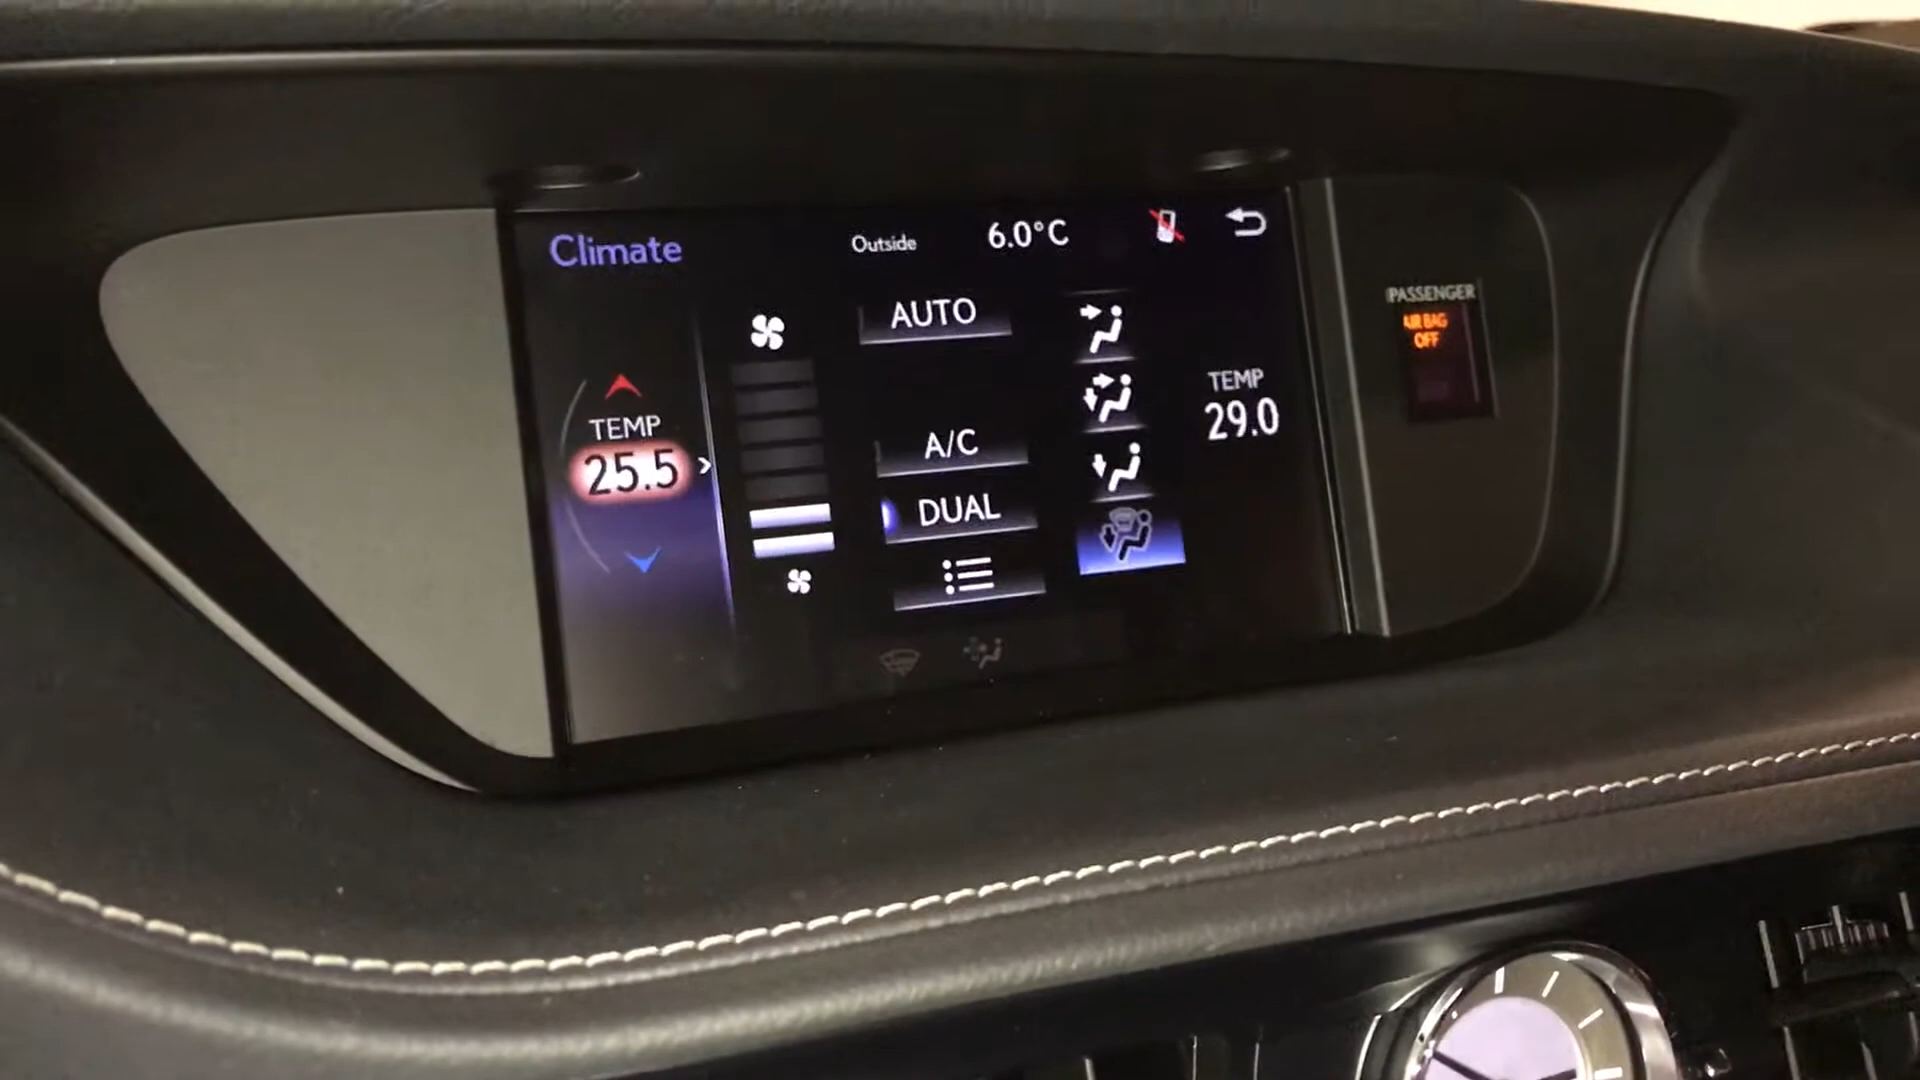 Climate
Outside
6.0°C
AUTO
TEMP
25.5
A/C
DUAL
TEMP
29.0
PASSENGER
AIR BAG
OFF